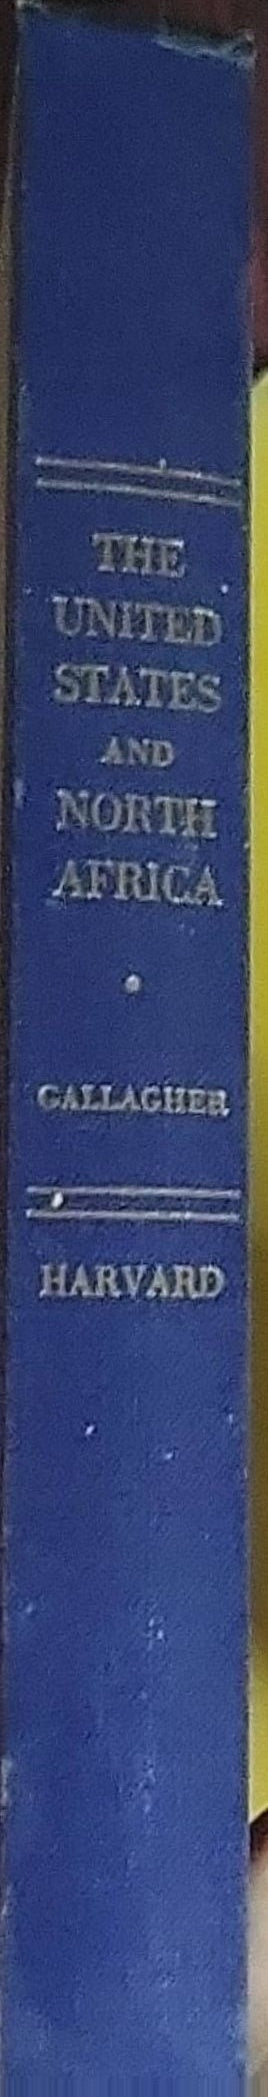 THE
UNITED
STATES
AND
NORTH
AFRICA
GALLAGHER
HARVARD